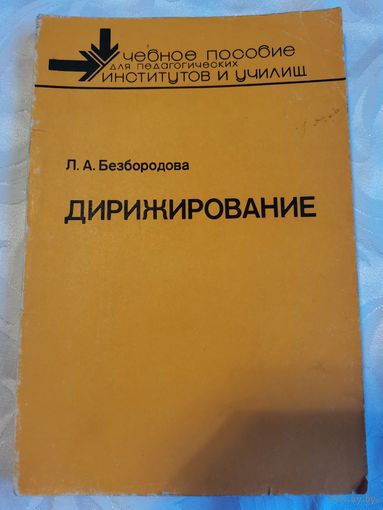 Учебное пособие
для педагогических
институтов и училищ
Л. А. Безбородова
ДИРИЖИРОВАНИЕ